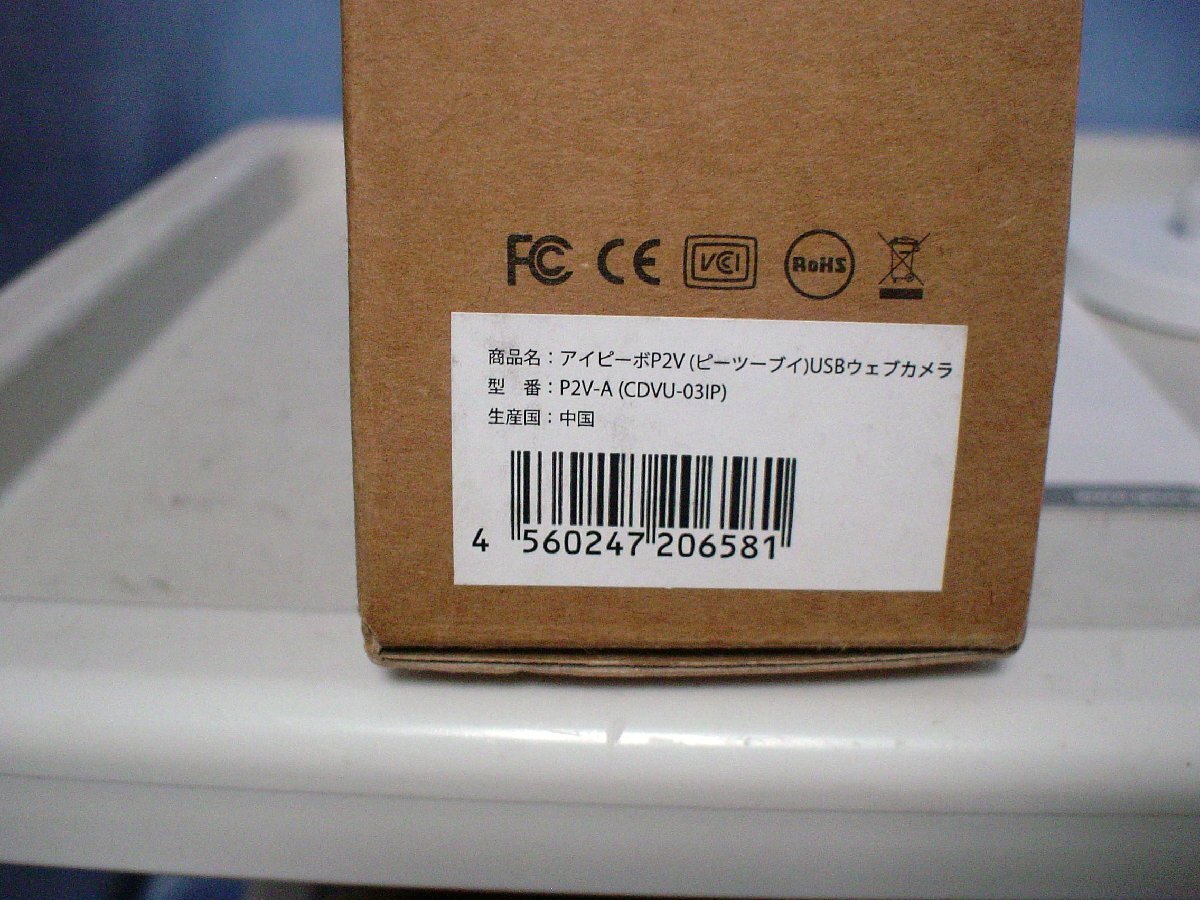 FC CE VCCI RoHS
商品名：アイピーボP2V (ピーツーブイ)USBウェブカメラ
型　番：P2V-A (CDVU-03IP)
生産国：中国
4 560247 206581